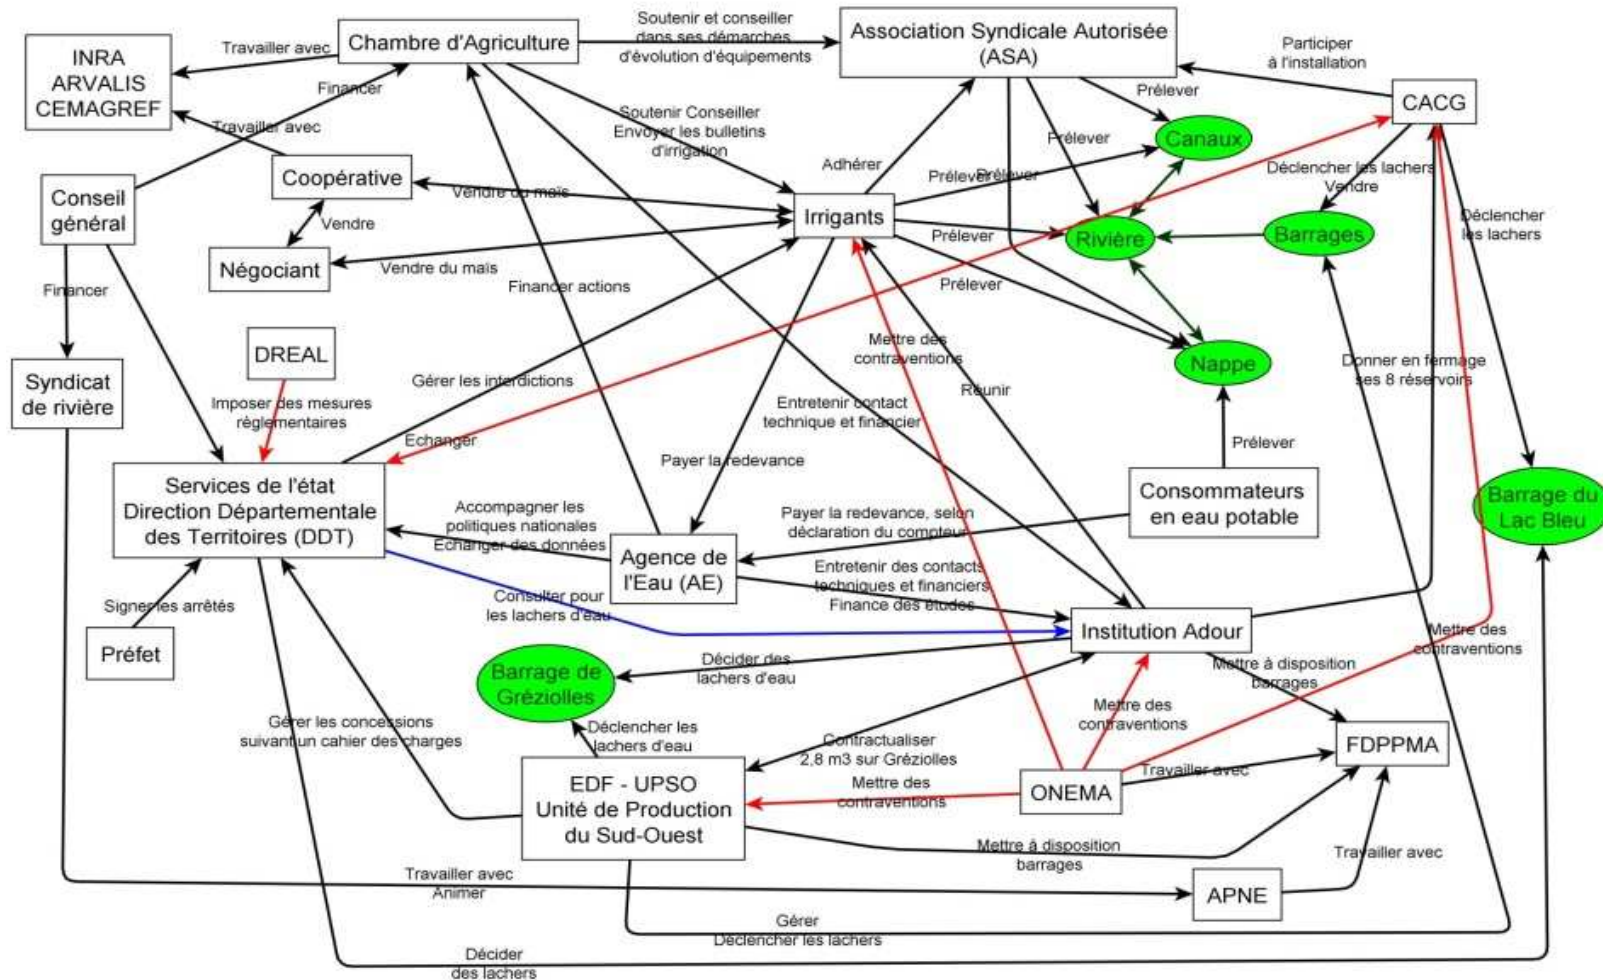 Soutenir et conseiller
dans ses démarches
d'évolution d'équipements
Association Syndicale Autorisée
(ASA)
Participer
à l'installation
INRA
ARVALIS
CEMAGREF
Travailler avec
Chambre d'Agriculture
Financer
Travailler avec
Prélever
CACG
Soutenir Conseiller
Envoyer les bulletins
d'irrigation
Prélever
Canaux
Adhérer
Prélever
Prélever
Déclencher les lachers
Vendre
Coopérative
Vendre du maïs
Conseil
général
Vendre
Irrigants
Prélever
Rivière
Barrages
Déclencher
les lachers
Négociant
Vendre du maïs
Financer actions
Prélever
Financer
DREAL
Mettre des
contraventions
Nappe
Donner en fermage
ses 8 réservoirs
Syndicat
de rivière
Gérer les interdictions
Réunir
Imposer des mesures
règlementaires
Entretenir contact
technique et financier
Echanger
Prélever
Payer la redevance
Services de l'état
Direction Départementale
des Territoires (DDT)
Consommateurs
en eau potable
Barrage du
Lac Bleu
Accompagner les
politiques nationales
Echanger des données
Payer la redevance, selon
déclaration du compteur
Agence de
l'Eau (AE)
Entretenir des contacts
techniques et financiers
Finance des études
Signer les arrêtés
Consulter pour
les lachers d'eau
Préfet
Institution Adour
Mettre des
contraventions
Barrage de
Gréziolles
Décider des
lachers d'eau
Mettre à disposition
barrages
Gérer les concessions
suivant un cahier des charges
Déclencher les
lachers d'eau
Mettre des
contraventions
Contractualiser
2,8 m3 sur Gréziolles
FDPPMA
EDF - UPSO
Unité de Production
du Sud-Ouest
Mettre des
contraventions
ONEMA
Travailler avec
Mettre à disposition
barrages
Travailler avec
Travailler avec
Animer
APNE
Gérer
Déclencher les lachers
Décider
des lachers